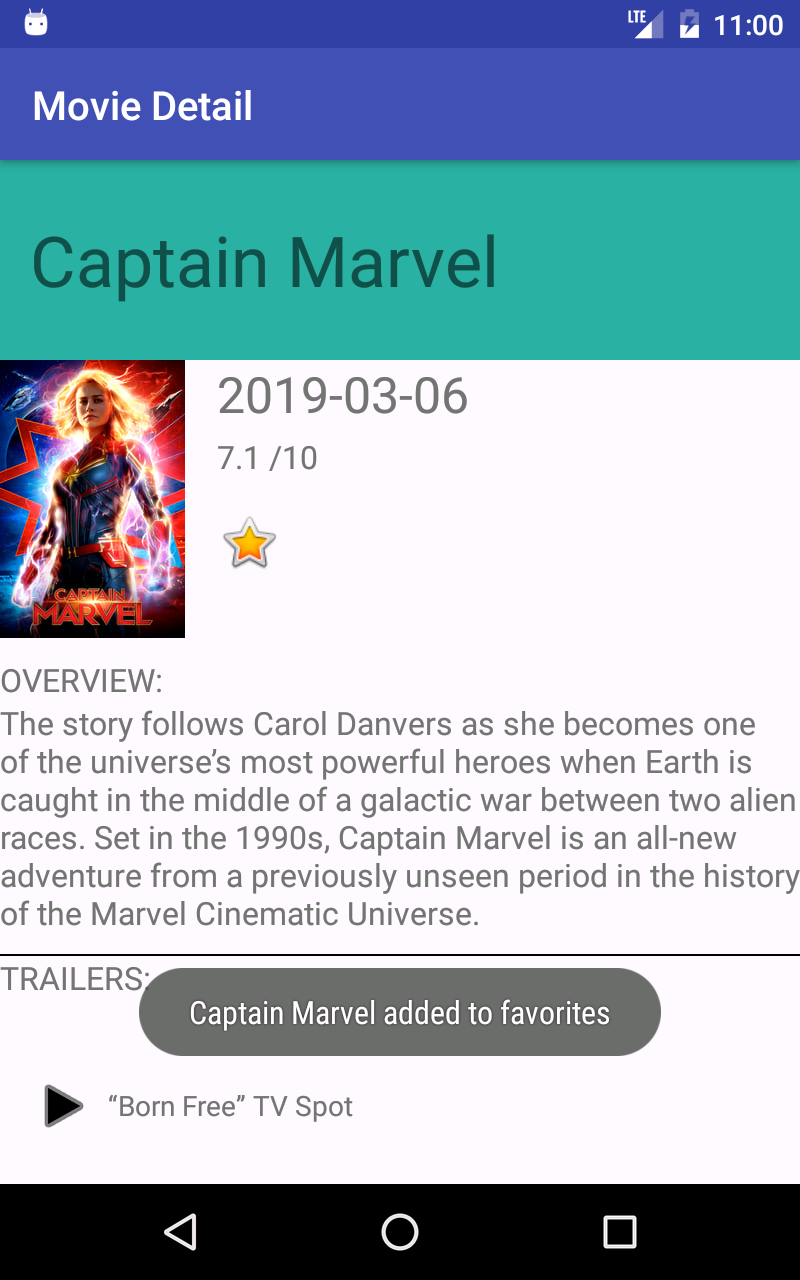 LTE 11:00
Movie Detail
Captain Marvel
2019-03-06
7.1 /10
CAPTAIN
MARVEL
OVERVIEW:
The story follows Carol Danvers as she becomes one
of the universe’s most powerful heroes when Earth is
caught in the middle of a galactic war between two alien
races. Set in the 1990s, Captain Marvel is an all-new
adventure from a previously unseen period in the history
of the Marvel Cinematic Universe.
TRAILERS:
Captain Marvel added to favorites
“Born Free” TV Spot